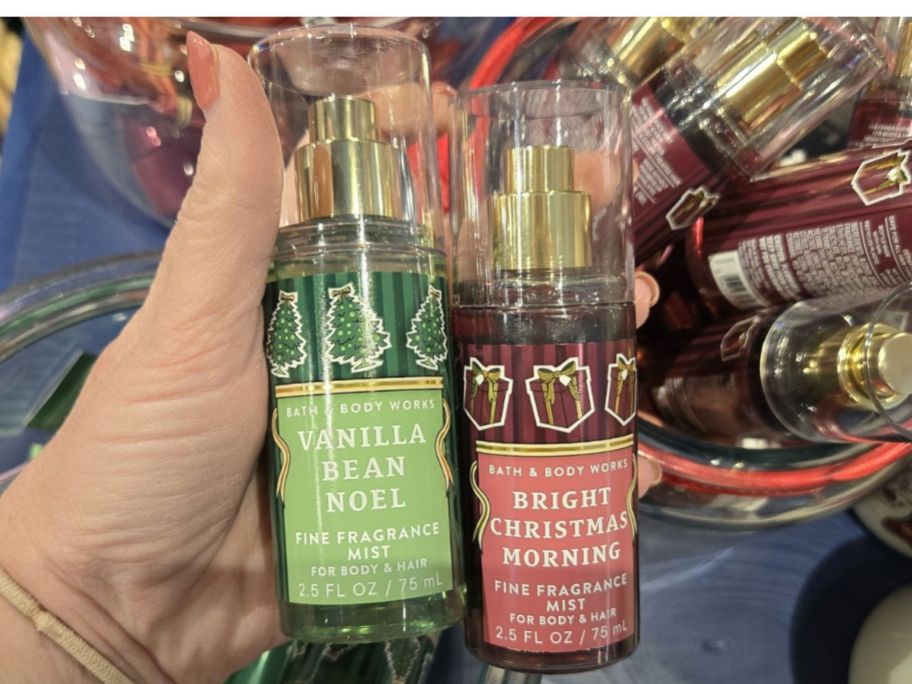 BATH & BODY WORKS
VANILLA
BEAN
NOEL
FINE FRAGRANCE
MIST
FOR BODY & HAIR
2.5 FL OZ / 75 mL
BATH & BODY WORKS
BRIGHT
CHRISTMAS
MORNING
FINE FRAGRANCE
MIST
FOR BODY & HAIR
2.5 FL OZ / 75 mL